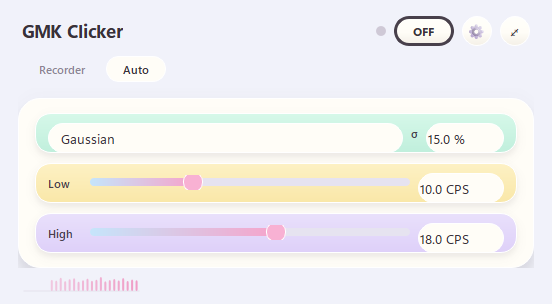 GMK Clicker
OFF
Recorder Auto
Gaussian σ 15.0 %
Low 10.0 CPS
High 18.0 CPS